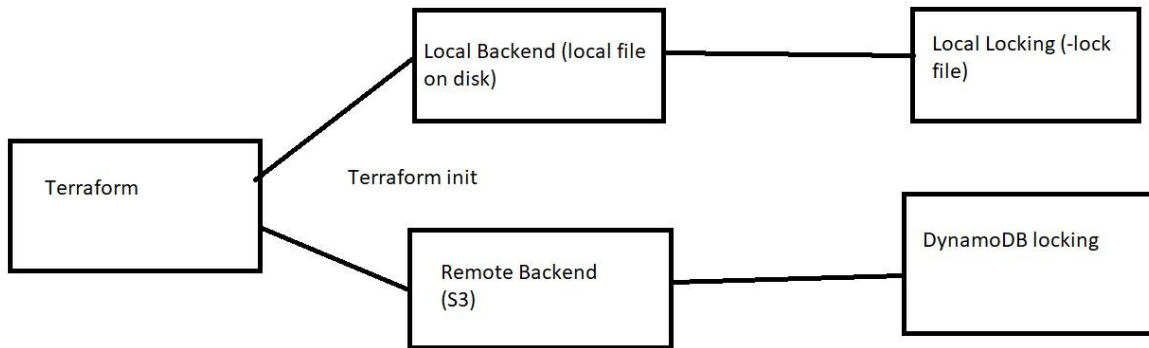 Local Backend (local file
on disk)
Local Locking (-lock
file)
Terraform
Terraform init
Remote Backend
(S3)
DynamoDB locking